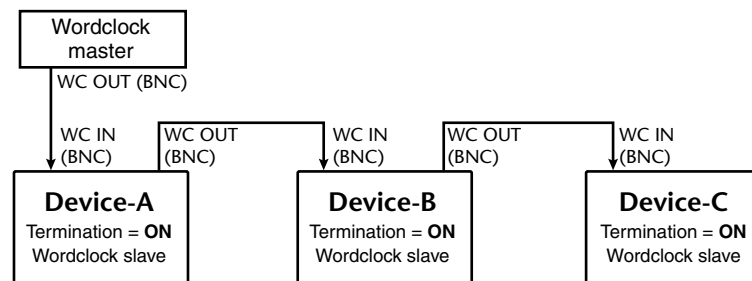 Wordclock
master
WC OUT (BNC)
WC IN
(BNC)
WC OUT
(BNC)
WC IN
(BNC)
WC OUT
(BNC)
WC IN
(BNC)
Device-A
Termination = ON
Wordclock slave
Device-B
Termination = ON
Wordclock slave
Device-C
Termination = ON
Wordclock slave